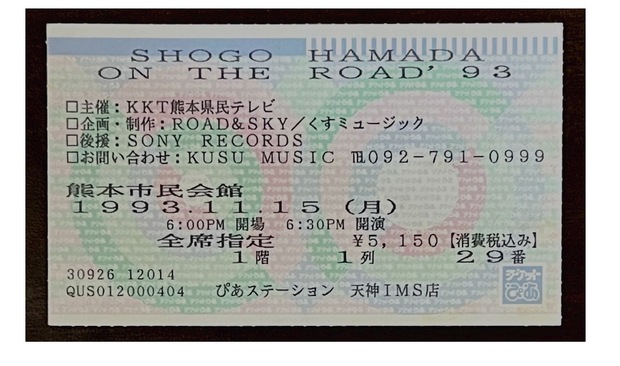 SHOGO HAMADA
ON THE ROAD'93
□主催：KKT熊本県民テレビ
□企画・制作：ROAD&SKY／くすミュージック
□後援：SONY RECORDS
□お問い合わせ：KUSU MUSIC ℡092-791-0999
熊本市民会館
1993.11.15（月）
6:00PM 開場 6:30PM 開演
全席指定 ¥5,150【消費税込み】
1階 1列 29番
30926 12014
QUS012000404 ぴあステーション 天神IMS店
チケットぴあ